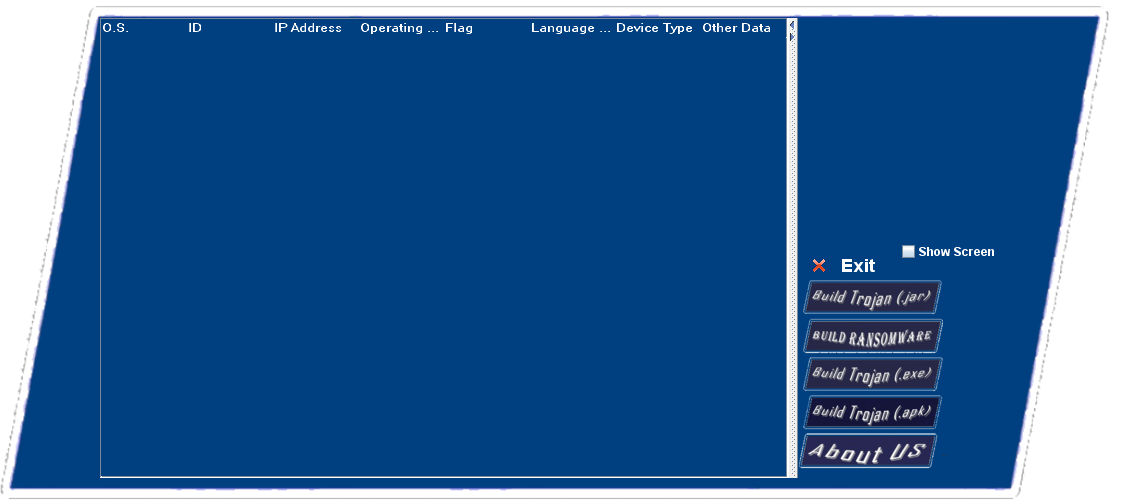 O.S. ID IP Address Operating ... Flag Language ... Device Type Other Data
Show Screen
Exit
Build Trojan (.jar)
BUILD RANSOMWARE
Build Trojan (.exe)
Build Trojan (.apk)
About US